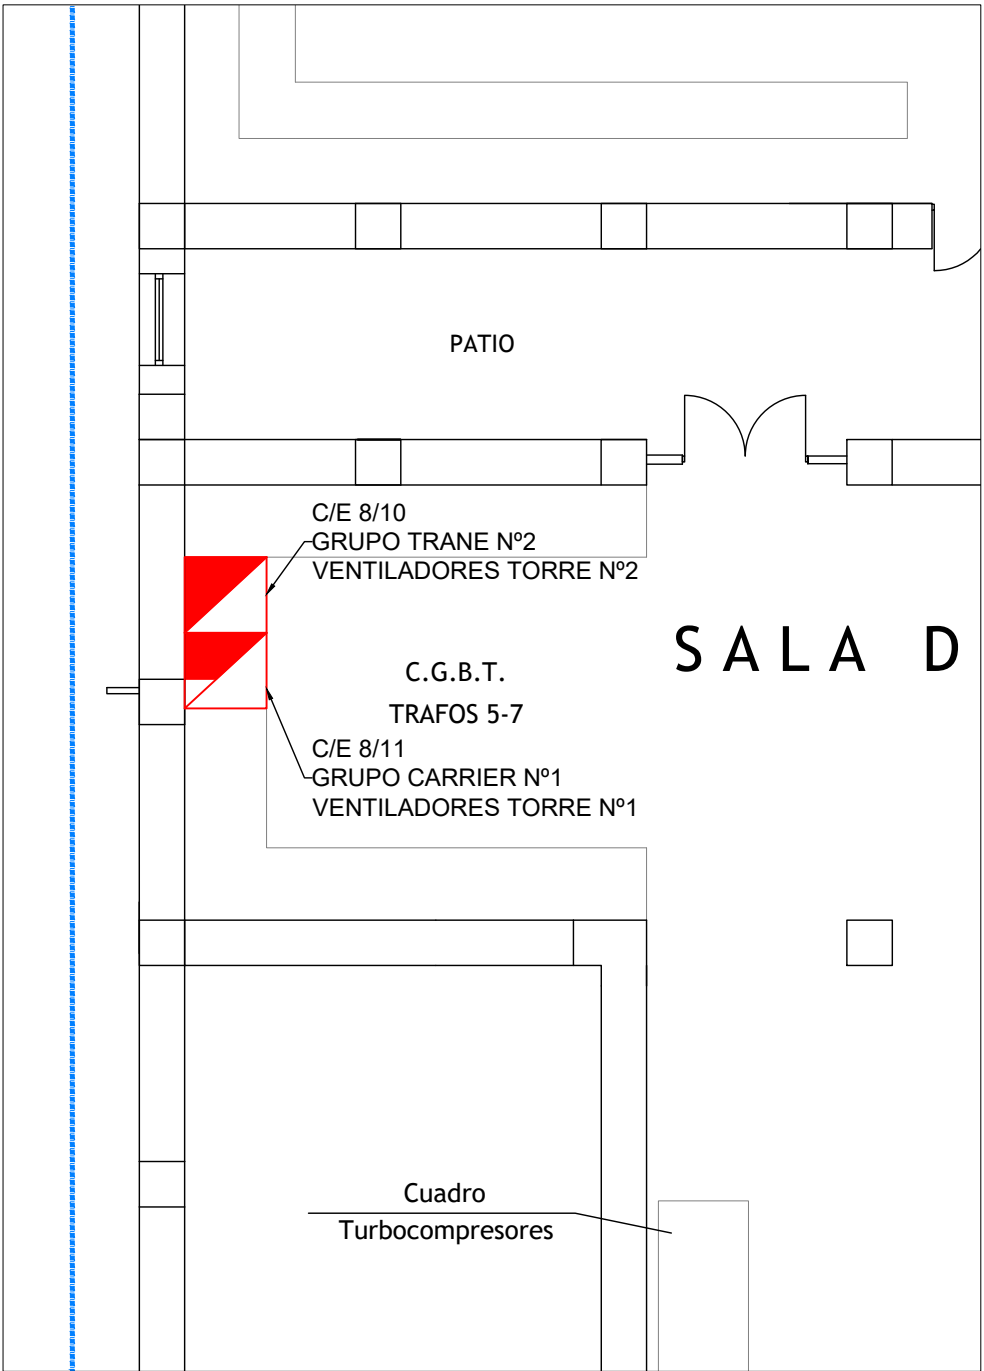 PATIO
C/E 8/10
GRUPO TRANE Nº2
VENTILADORES TORRE Nº2
SALA D
C.G.B.T.
TRAFOS 5-7
C/E 8/11
GRUPO CARRIER Nº1
VENTILADORES TORRE Nº1
Cuadro
Turbocompresores